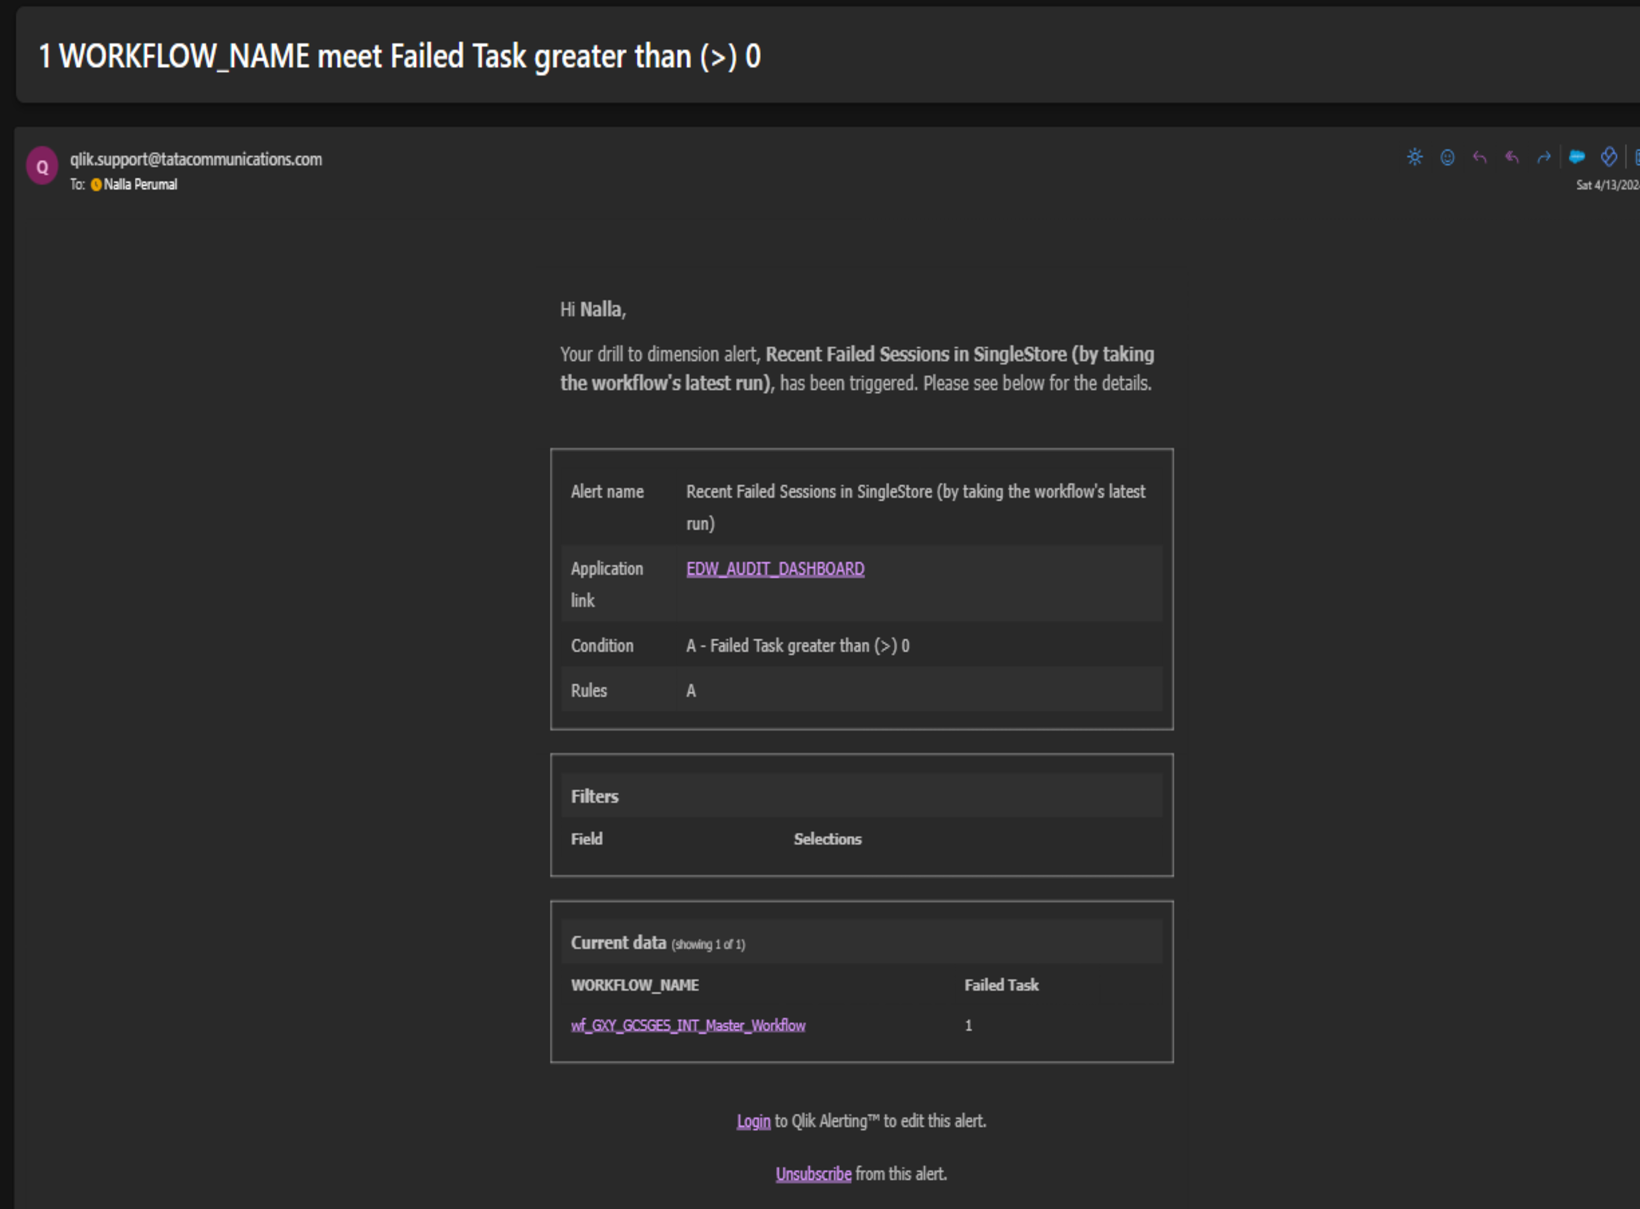 1 WORKFLOW_NAME meet Failed Task greater than (>) 0
Q
qlik.support@tatacommunications.com
To: Nalla Perumal
Sat 4/13/202
Hi Nalla,
Your drill to dimension alert, Recent Failed Sessions in SingleStore (by taking
the workflow's latest run), has been triggered. Please see below for the details.
Alert name Recent Failed Sessions in SingleStore (by taking the workflow's latest
run)
Application EDW_AUDIT_DASHBOARD
link
Condition A - Failed Task greater than (>) 0
Rules A
Filters
Field Selections
Current data (showing 1 of 1)
WORKFLOW_NAME Failed Task
wf_GXY_GCSGES_INT_Master_Workflow 1
Login to Qlik Alerting™ to edit this alert.
Unsubscribe from this alert.